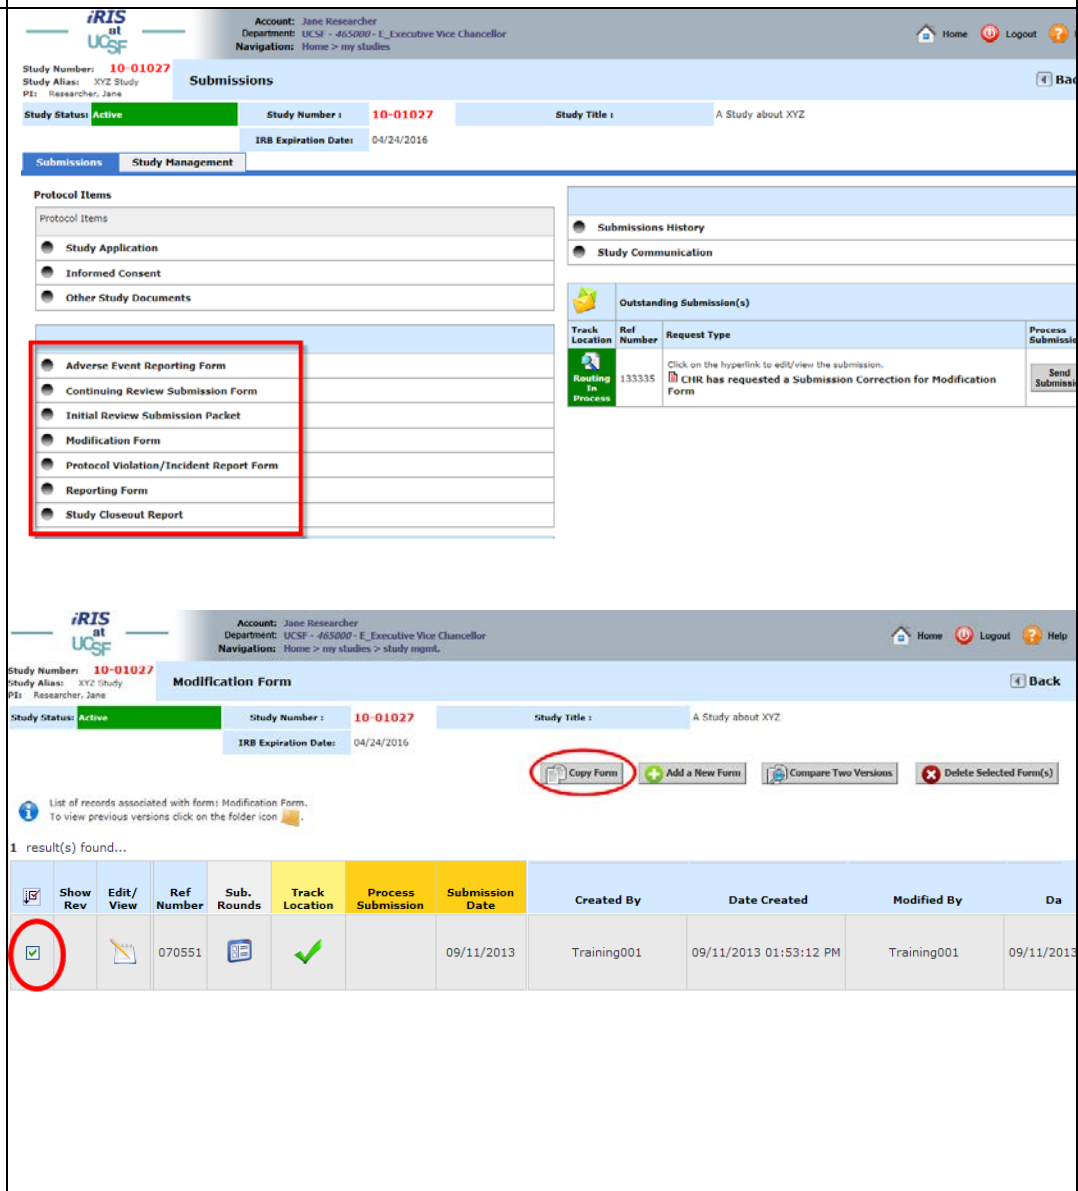 iRIS
at
UCSF
Account: Jane Researcher
Department: UCSF - 465000 - E_Executive Vice Chancellor
Navigation: Home > my studies
Home
Logout
Study Number: 10-01027
Study Alias: XYZ Study
PI: Researcher, Jane
Submissions
Study Status: Active
Study Number : 10-01027
Study Title : A Study about XYZ
IRB Expiration Date: 04/24/2016
Submissions Study Management
Protocol Items
Protocol Items
Study Application
Informed Consent
Other Study Documents
Adverse Event Reporting Form
Continuing Review Submission Form
Initial Review Submission Packet
Modification Form
Protocol Violation/Incident Report Form
Reporting Form
Study Closeout Report
Submissions History
Study Communication
Outstanding Submission(s)
Track Location
Ref Number
Request Type
Process
Routing In Process
133335
Click on the hyperlink to edit/view the submission.
CHR has requested a Submission Correction for Modification
Form
Send
iRIS
at
UCSF
Account: Jane Researcher
Department: UCSF - 465000 - E_Executive Vice Chancellor
Navigation: Home > my studies > study mgmt.
Home
Logout
Help
Study Number: 10-01027
Study Alias: XYZ Study
PI: Researcher, Jane
Modification Form
Back
Study Status: Active
Study Number : 10-01027
Study Title : A Study about XYZ
IRB Expiration Date: 04/24/2016
Copy Form Add a New Form Compare Two Versions Delete Selected Form(s)
List of records associated with form: Modification Form.
To view previous versions click on the folder icon .
1 result(s) found...
Show Rev
Edit/ View
Ref Number
Sub. Rounds
Track Location
Process Submission
Submission Date
Created By
Date Created
Modified By
Da
070551 09/11/2013 Training001 09/11/2013 01:53:12 PM Training001 09/11/2013